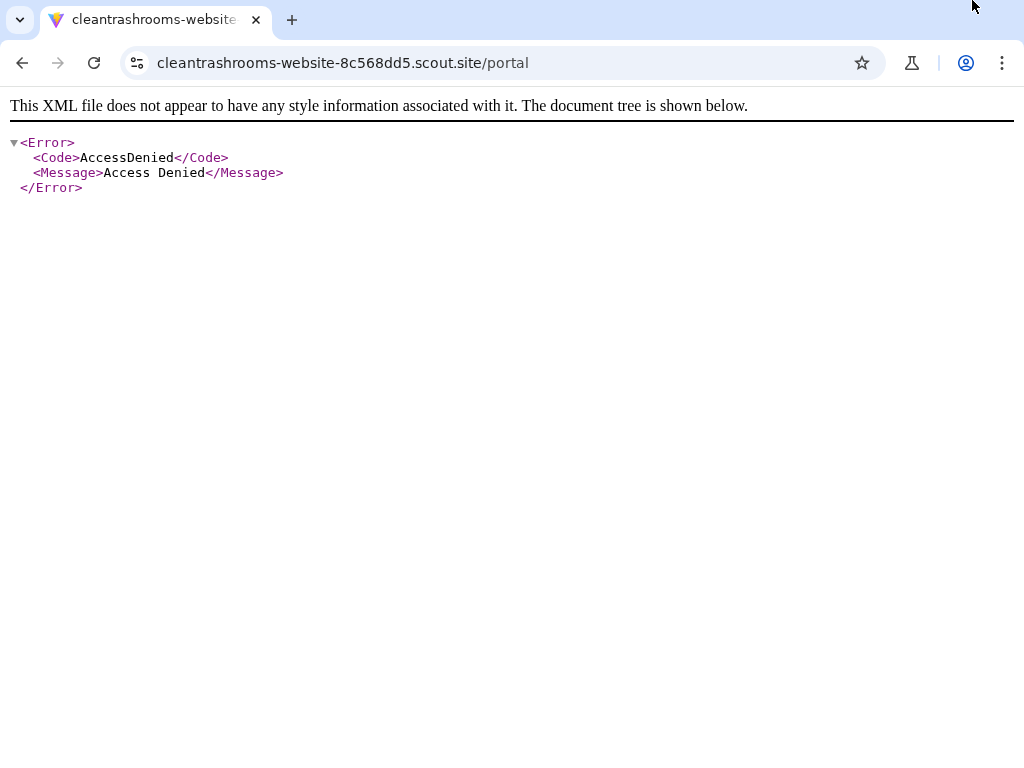 cleantrashrooms-website
cleantrashrooms-website-8c568dd5.scout.site/portal
This XML file does not appear to have any style information associated with it. The document tree is shown below.
<Error>
<Code>AccessDenied</Code>
<Message>Access Denied</Message>
</Error>